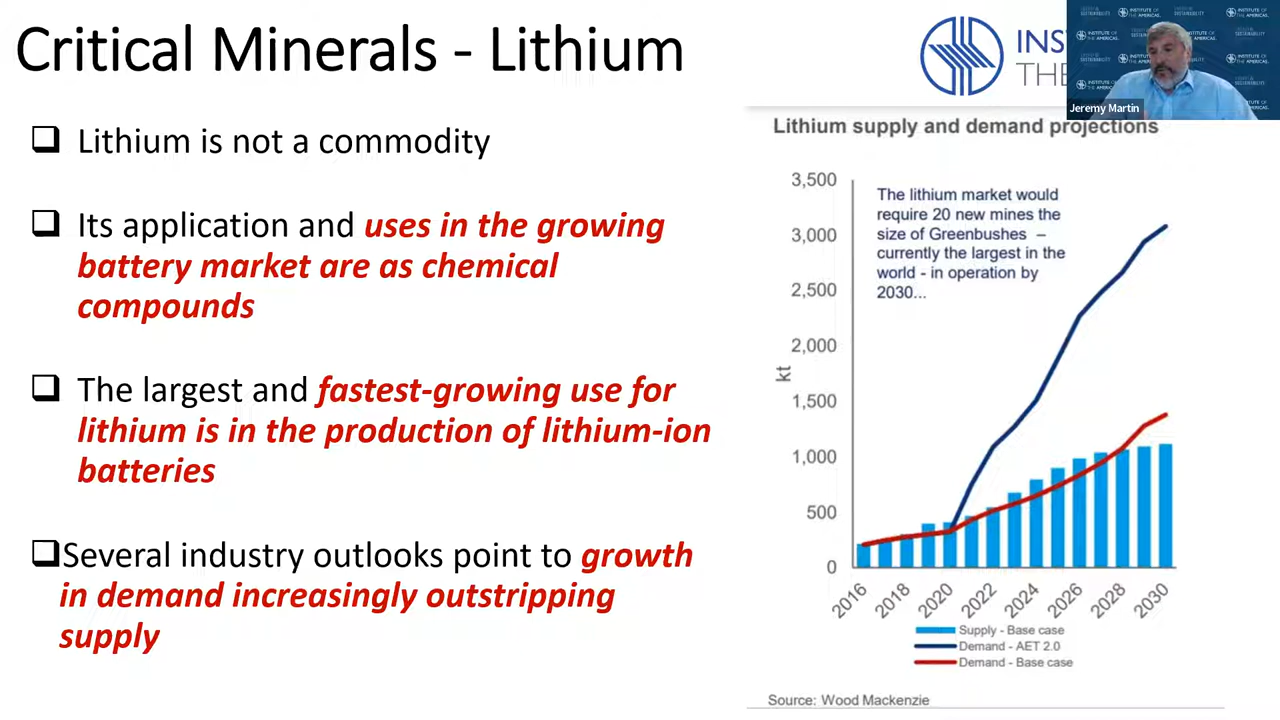 Critical Minerals - Lithium
INS
THE
INSTITUTE OF
THE AMERICAS
Jeremy Martin
❑ Lithium is not a commodity
❑ Its application and uses in the growing
battery market are as chemical
compounds
❑ The largest and fastest-growing use for
lithium is in the production of lithium-ion
batteries
❑Several industry outlooks point to growth
in demand increasingly outstripping
supply
Lithium supply and demand projections
The lithium market would
require 20 new mines the
size of Greenbushes –
currently the largest in the
world - in operation by
2030...
kt
3,500
3,000
2,500
2,000
1,500
1,000
500
0
2016 2018 2020 2022 2024 2026 2028 2030
Supply - Base case
Demand - AET 2.0
Demand - Base case
Source: Wood Mackenzie